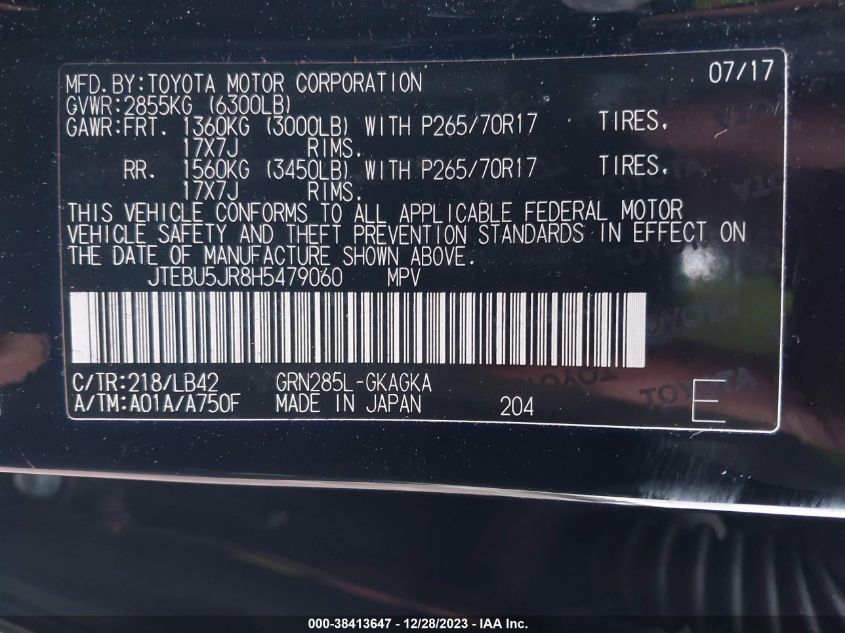 MFD.BY:TOYOTA MOTOR CORPORATION 07/17
GVWR:2855KG (6300LB)
GAWR:FRT. 1360KG (3000LB) WITH P265/70R17 TIRES.
17X7J RIMS.
RR. 1560KG (3450LB) WITH P265/70R17 TIRES.
17X7J RIMS.
THIS VEHICLE CONFORMS TO ALL APPLICABLE FEDERAL MOTOR
VEHICLE SAFETY AND THEFT PREVENTION STANDARDS IN EFFECT ON
THE DATE OF MANUFACTURE SHOWN ABOVE.
JTEBU5JR8H5479060 MPV
C/TR:218/LB42 GRN285L-GKAGKA
A/TM:A01A/A750F MADE IN JAPAN 204 E
000-38413647 - 12/28/2023 - IAA Inc.